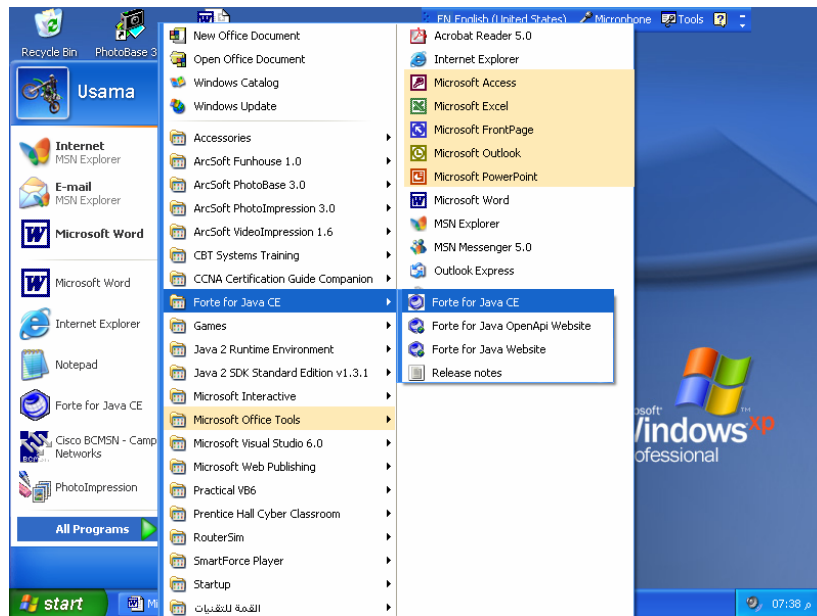 EN English (United States) Microphone Tools
Recycle Bin
PhotoBase 3
Usama
Internet
MSN Explorer
E-mail
MSN Explorer
Microsoft Word
Microsoft Word
Internet Explorer
Notepad
Forte for Java CE
Cisco BCMSN - Camp
Networks
PhotoImpression
All Programs
New Office Document
Open Office Document
Windows Catalog
Windows Update
Accessories
ArcSoft Funhouse 1.0
ArcSoft PhotoBase 3.0
ArcSoft PhotoImpression 3.0
ArcSoft VideoImpression 1.6
CBT Systems Training
CCNA Certification Guide Companion
Forte for Java CE
Games
Java 2 Runtime Environment
Java 2 SDK Standard Edition v1.3.1
Microsoft Interactive
Microsoft Office Tools
Microsoft Visual Studio 6.0
Microsoft Web Publishing
Practical VB6
Prentice Hall Cyber Classroom
RouterSim
SmartForce Player
Startup
القمة للتقنيات
Acrobat Reader 5.0
Internet Explorer
Microsoft Access
Microsoft Excel
Microsoft FrontPage
Microsoft Outlook
Microsoft PowerPoint
Microsoft Word
MSN Explorer
MSN Messenger 5.0
Outlook Express
Forte for Java CE
Forte for Java OpenApi Website
Forte for Java Website
Release notes
osoft
Windows xp
ofessional
start
Mi
07:38 م